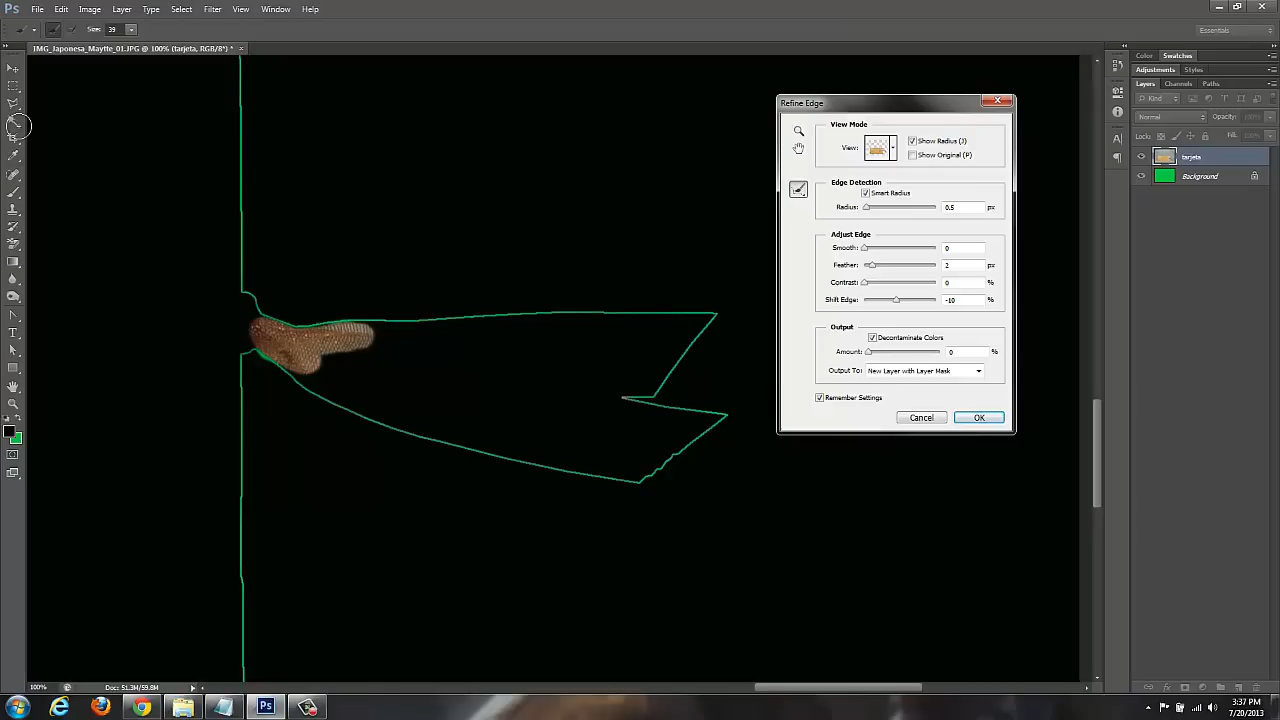 Ps File Edit Image Layer Type Select Filter View Window Help
Size: 39
Essentials
IMG_Japonesa_Maytte_01.JPG @ 100% (tarjeta, RGB/8*) * ×
Color Swatches
Adjustments Styles
Layers Channels Paths
Kind
Normal Opacity:
Lock: Fill:
tarjeta
Background
Refine Edge
View Mode
View:
Show Radius (J)
Show Original (P)
Edge Detection
Smart Radius
Radius: 0.5 px
Adjust Edge
Smooth: 0
Feather: 2 px
Contrast: 0 %
Shift Edge: -10 %
Output
Decontaminate Colors
Amount: 0 %
Output To: New Layer with Layer Mask
Remember Settings
Cancel OK
100% Doc: 51.3M/59.8M
Ps
3:37 PM
7/20/2013